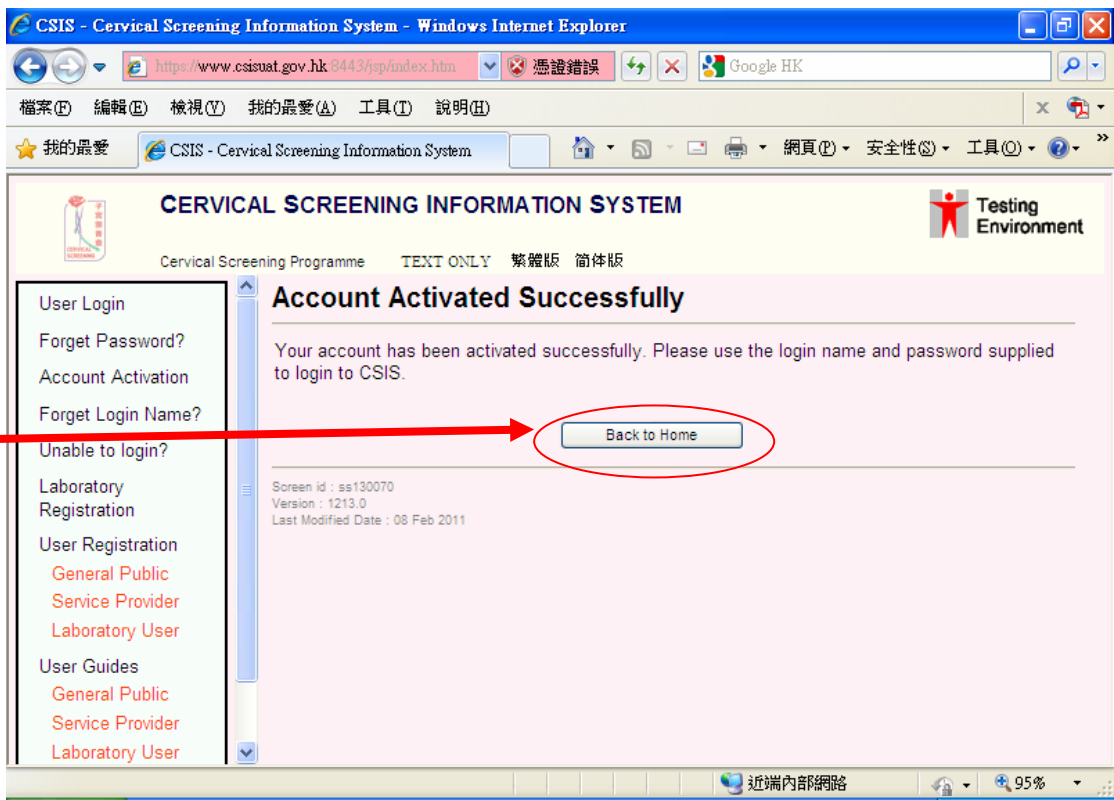 CSIS - Cervical Screening Information System - Windows Internet Explorer
https://www.csisuat.gov.hk:8443/jsp/index.htm 憑證錯誤 Google HK
檔案(F) 編輯(E) 檢視(V) 我的最愛(A) 工具(T) 說明(H)
我的最愛 CSIS - Cervical Screening Information System 網頁(P) 安全性(S) 工具(O)
CERVICAL SCREENING INFORMATION SYSTEM
Testing
Environment
子宮頸普查
CERVICAL
SCREENING
Cervical Screening Programme TEXT ONLY 繁體版 简体版
User Login
Forget Password?
Account Activation
Forget Login Name?
Unable to login?
Laboratory
Registration
User Registration
General Public
Service Provider
Laboratory User
User Guides
General Public
Service Provider
Laboratory User
Account Activated Successfully
Your account has been activated successfully. Please use the login name and password supplied
to login to CSIS.
Back to Home
Screen id : ss130070
Version : 1213.0
Last Modified Date : 08 Feb 2011
近端內部網路 95%